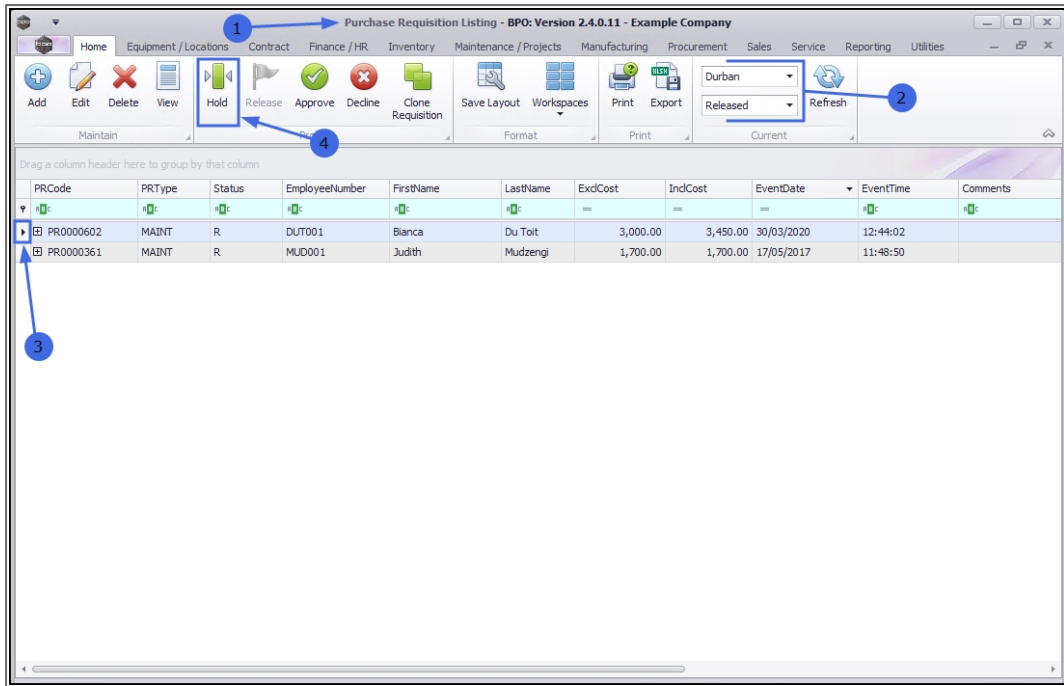 1
Purchase Requisition Listing - BPO: Version 2.4.0.11 - Example Company
Home Equipment / Locations Contract Finance / HR Inventory Maintenance / Projects Manufacturing Procurement Sales Service Reporting Utilities
Add Edit Delete View Hold Release Approve Decline Clone Requisition Save Layout Workspaces Print Export Durban Released Refresh
2
Maintain 4 Format Print Current
Drag a column header here to group by that column
PRCode PRType Status EmployeeNumber FirstName LastName ExclCost InclCost EventDate EventTime Comments
PR0000602 MAINT R DUT001 Bianca Du Toit 3,000.00 3,450.00 30/03/2020 12:44:02
PR0000361 MAINT R MUD001 Judith Mudzengi 1,700.00 1,700.00 17/05/2017 11:48:50
3